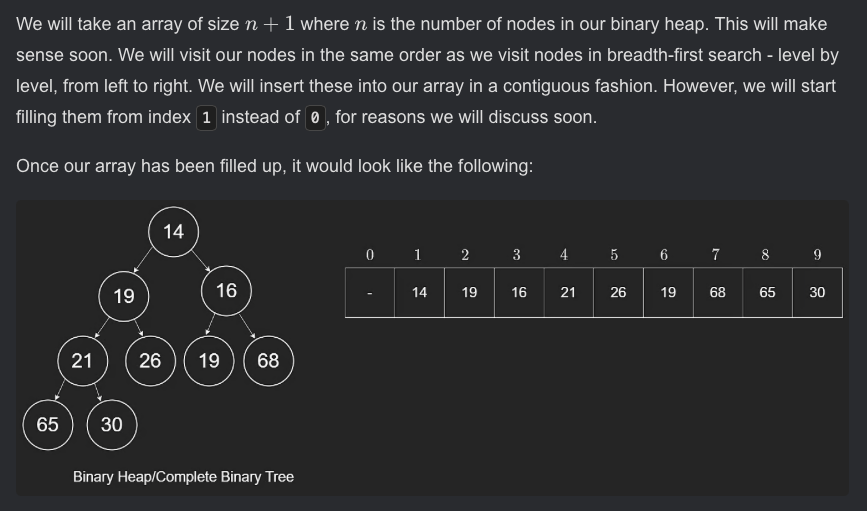 We will take an array of size n + 1 where n is the number of nodes in our binary heap. This will make
sense soon. We will visit our nodes in the same order as we visit nodes in breadth-first search - level by
level, from left to right. We will insert these into our array in a contiguous fashion. However, we will start
filling them from index 1 instead of 0, for reasons we will discuss soon.
Once our array has been filled up, it would look like the following:
14
19 16
21 26 19 68
65 30
Binary Heap/Complete Binary Tree
0 1 2 3 4 5 6 7 8 9
- 14 19 16 21 26 19 68 65 30